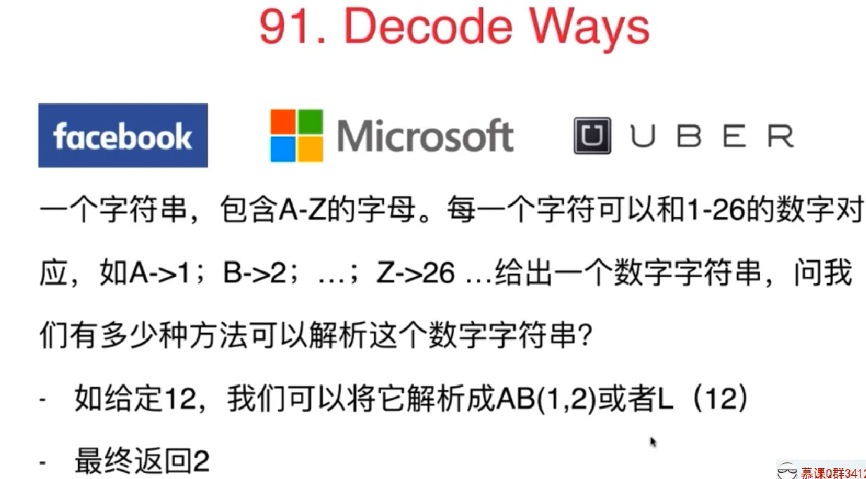 91. Decode Ways
facebook Microsoft UBER
一个字符串，包含A-Z的字母。每一个字符可以和1-26的数字对
应，如A->1；B->2；…；Z->26 …给出一个数字字符串，问我
们有多少种方法可以解析这个数字字符串？
- 如给定12，我们可以将它解析成AB(1,2)或者L（12）
- 最终返回2
慕课0群3412